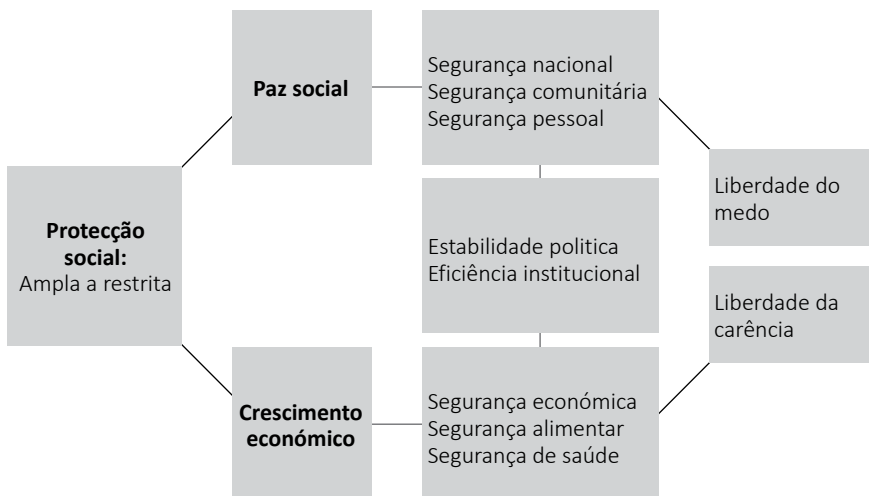 Paz social
Segurança nacional
Segurança comunitária
Segurança pessoal
Protecção
social:
Ampla a restrita
Estabilidade politica
Eficiência institucional
Liberdade do
medo
Liberdade da
carência
Crescimento
económico
Segurança económica
Segurança alimentar
Segurança de saúde